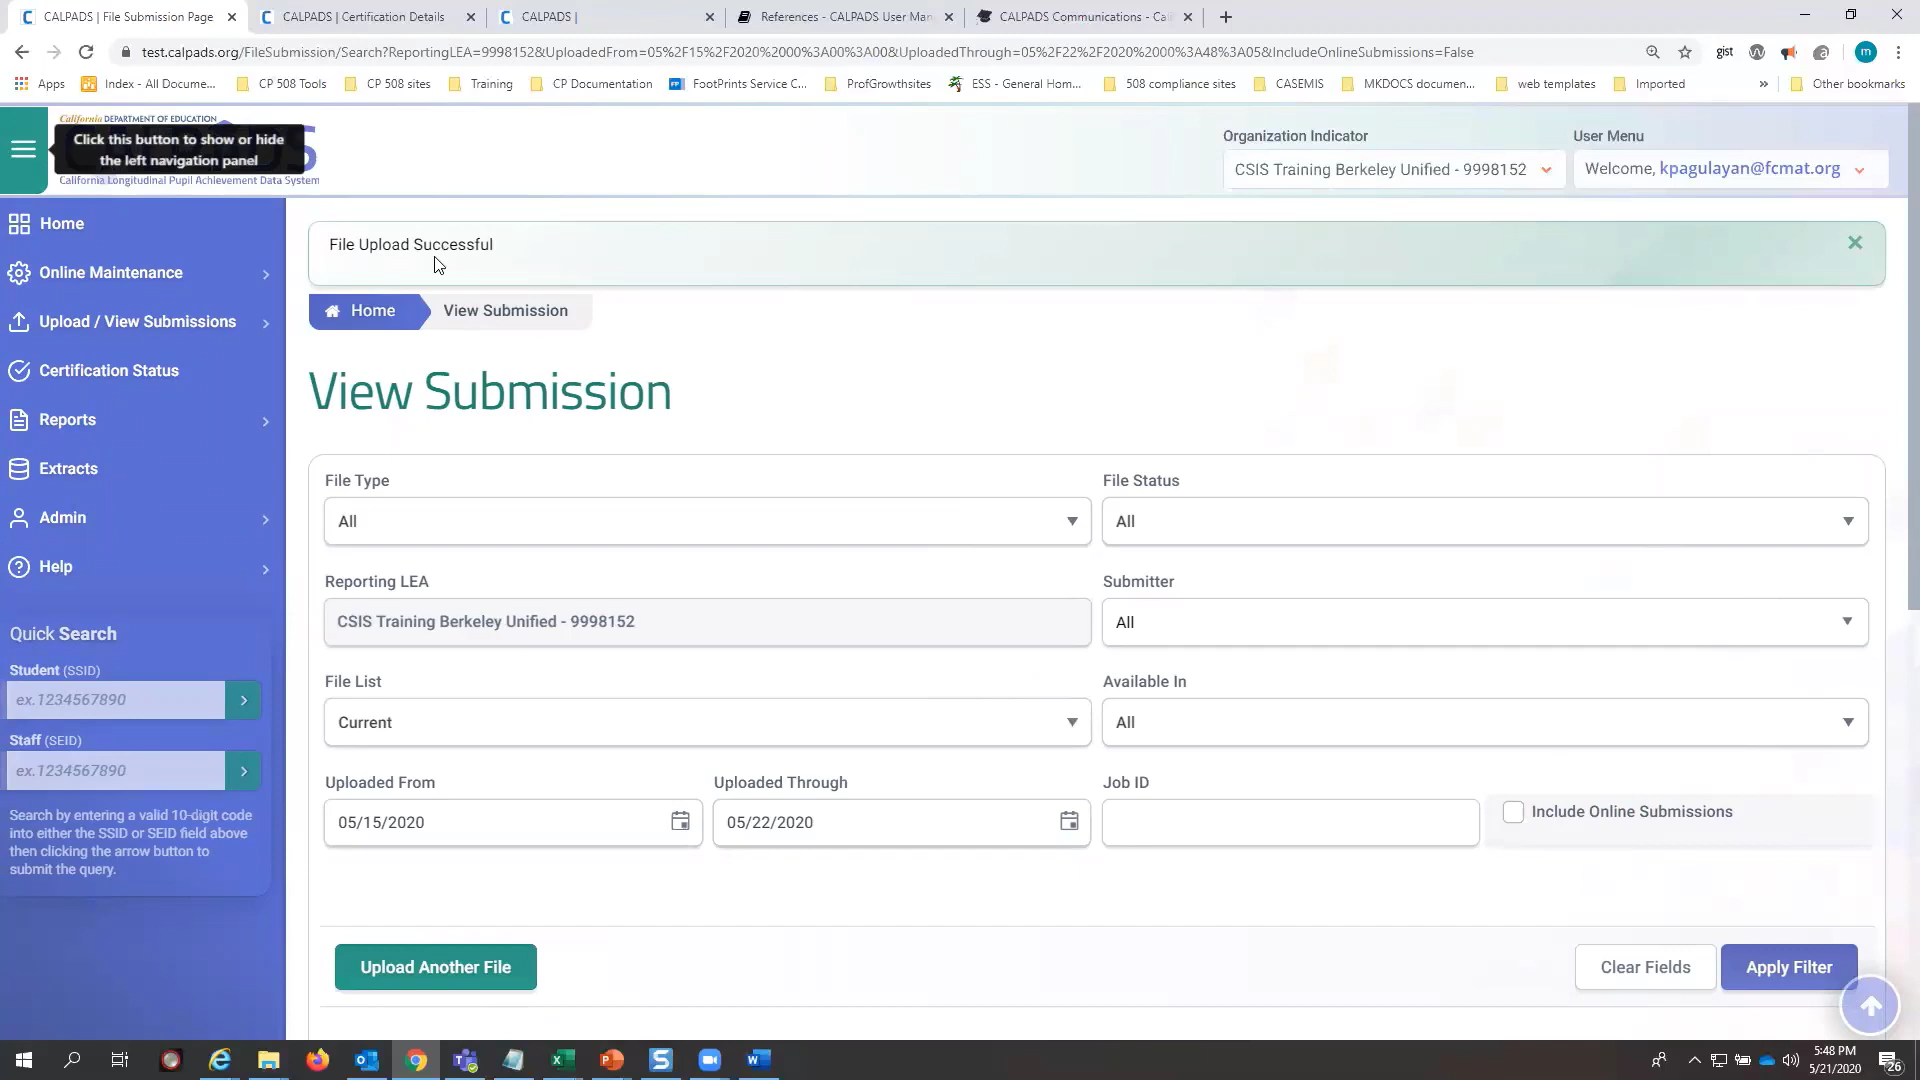 CALPADS | File Submission Page
CALPADS | Certification Details
CALPADS |
References - CALPADS User Man
CALPADS Communications - Cal
test.calpads.org/FileSubmission/Search?ReportingLEA=9998152&UploadedFrom=05%2F15%2F2020%2000%3A00%3A00&UploadedThrough=05%2F22%2F2020%2000%3A48%3A05&IncludeOnlineSubmissions=False
gist
m
Apps
Index - All Docume...
CP 508 Tools
CP 508 sites
Training
CP Documentation
FootPrints Service C...
ProfGrowthsites
ESS - General Hom...
508 compliance sites
CASEMIS
MKDOCS documen...
web templates
Imported
»
Other bookmarks
California DEPARTMENT OF EDUCATION
Click this button to show or hide
the left navigation panel
California Longitudinal Pupil Achievement Data System
Organization Indicator
CSIS Training Berkeley Unified - 9998152
User Menu
Welcome, kpagulayan@fcmat.org
Home
Online Maintenance
Upload / View Submissions
Certification Status
Reports
Extracts
Admin
Help
Quick Search
Student (SSID)
ex.1234567890
Staff (SEID)
ex.1234567890
Search by entering a valid 10-digit code
into either the SSID or SEID field above
then clicking the arrow button to
submit the query.
File Upload Successful
Home
View Submission
View Submission
File Type
All
File Status
All
Reporting LEA
CSIS Training Berkeley Unified - 9998152
Submitter
All
File List
Current
Available In
All
Uploaded From
05/15/2020
Uploaded Through
05/22/2020
Job ID
Include Online Submissions
Upload Another File
Clear Fields
Apply Filter
5:48 PM
5/21/2020
26